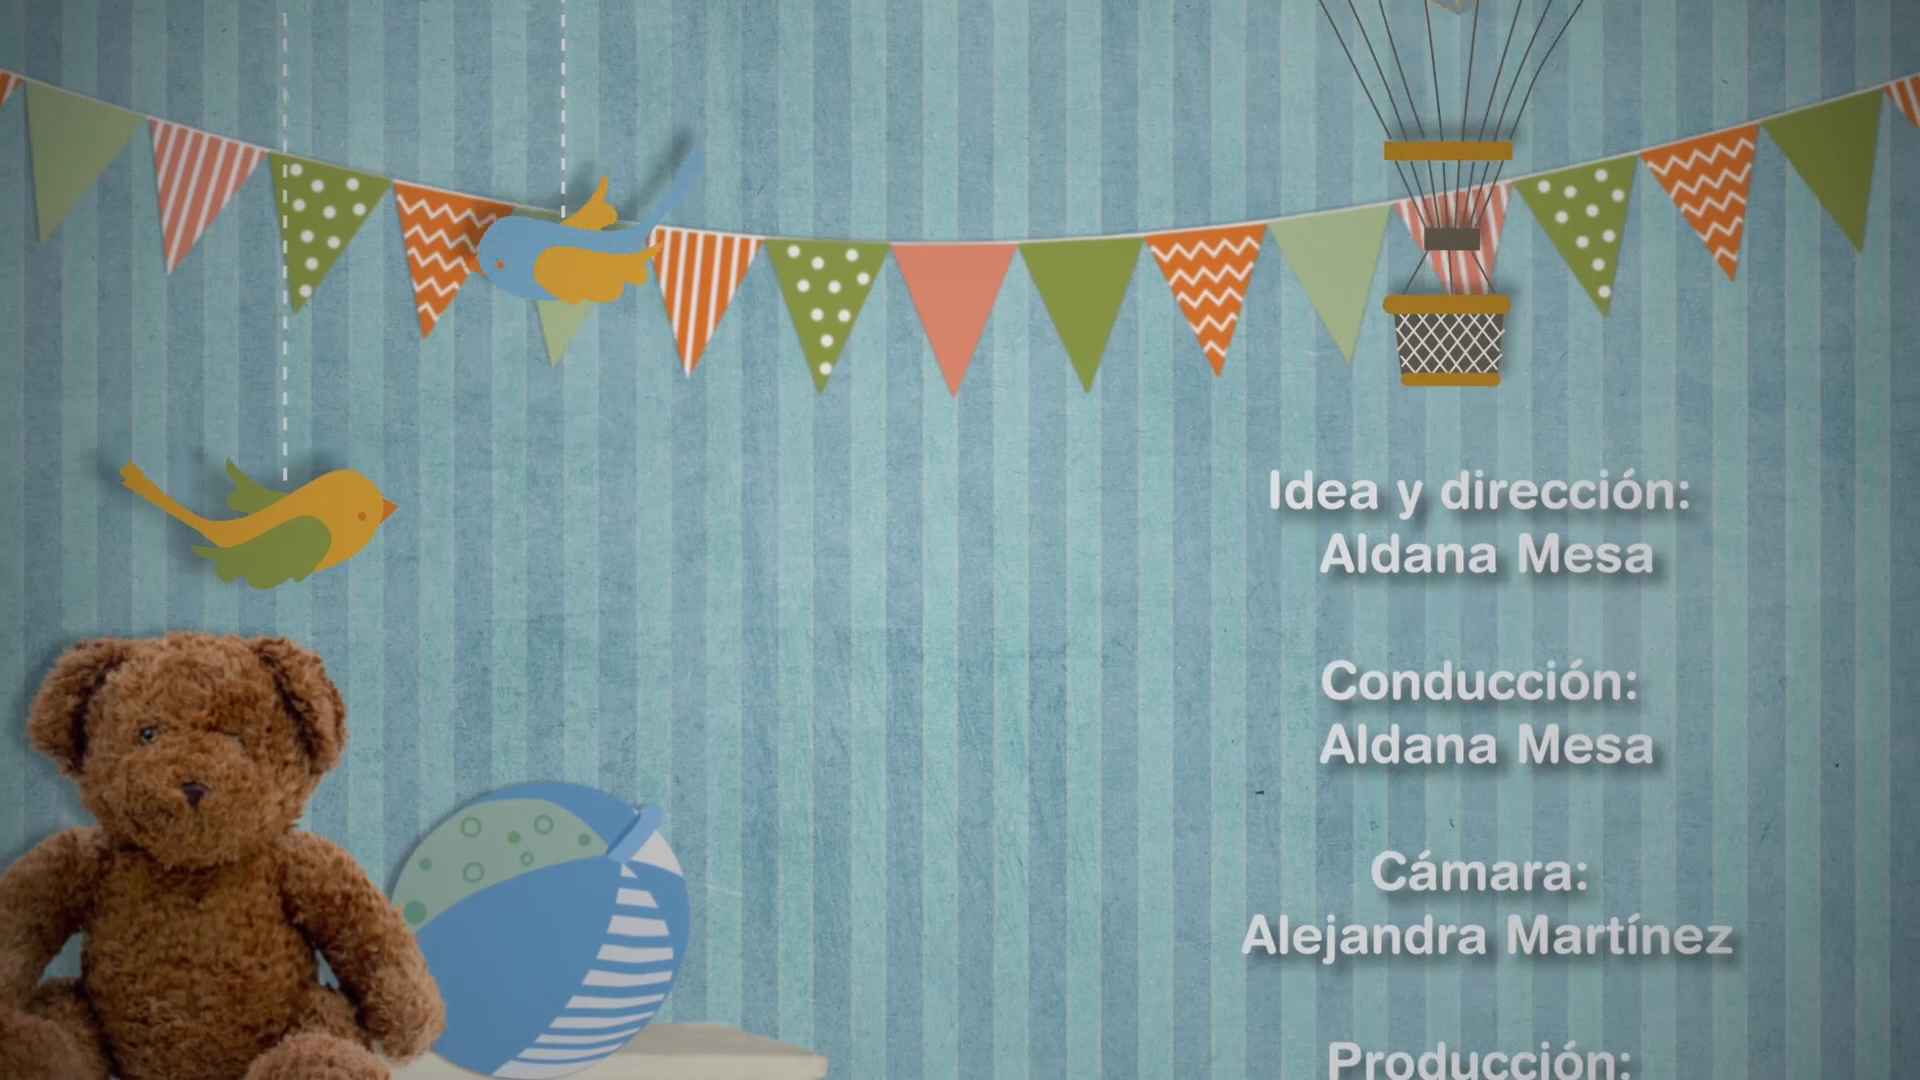 Idea y dirección:
Aldana Mesa
Conducción:
Aldana Mesa
Cámara:
Alejandra Martínez
Producción: